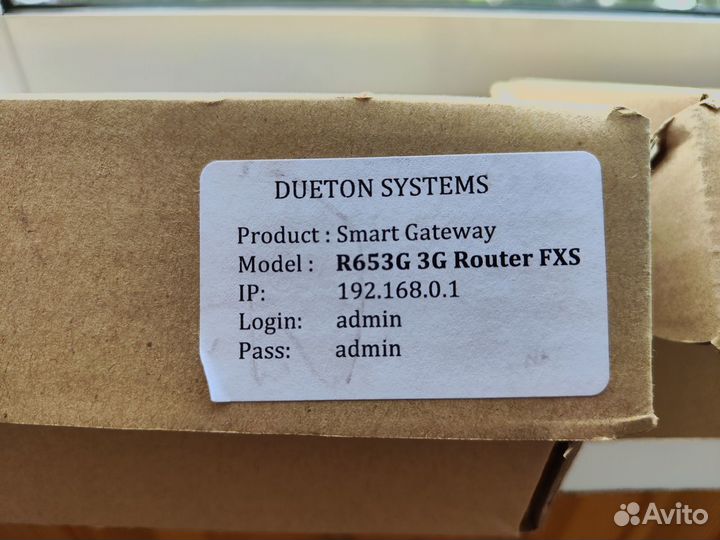 DUETON SYSTEMS
Product : Smart Gateway
Model : R653G 3G Router FXS
IP: 192.168.0.1
Login: admin
Pass: admin
Avito